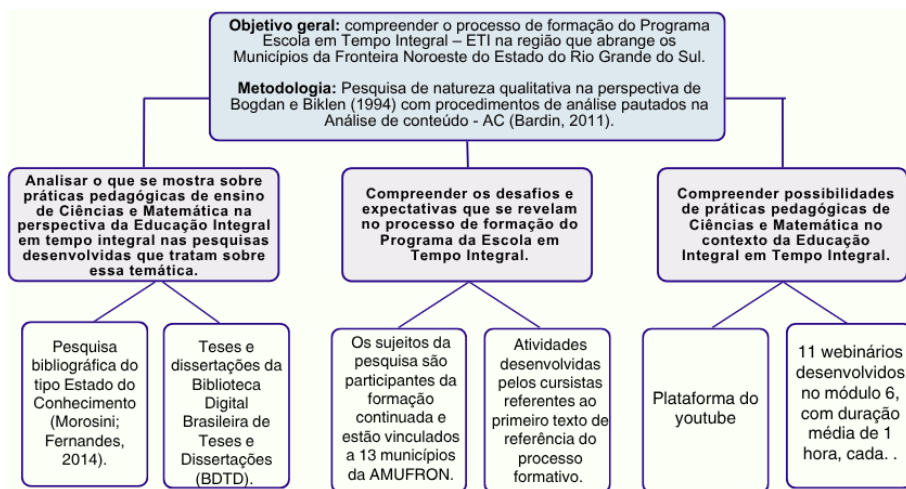 Objetivo geral: compreender o processo de formação do Programa
Escola em Tempo Integral – ETI na região que abrange os
Municípios da Fronteira Noroeste do Estado do Rio Grande do Sul.
Metodologia: Pesquisa de natureza qualitativa na perspectiva de
Bogdan e Biklen (1994) com procedimentos de análise pautados na
Análise de conteúdo - AC (Bardin, 2011).
Analisar o que se mostra sobre
práticas pedagógicas de ensino
de Ciências e Matemática na
perspectiva da Educação Integral
em tempo integral nas pesquisas
desenvolvidas que tratam sobre
essa temática.
Compreender os desafios e
expectativas que se revelam
no processo de formação do
Programa da Escola em
Tempo Integral.
Compreender possibilidades
de práticas pedagógicas de
Ciências e Matemática no
contexto da Educação
Integral em Tempo Integral.
Pesquisa
bibliográfica do
tipo Estado do
Conhecimento
(Morosini;
Fernandes,
2014).
Teses e
dissertações da
Biblioteca
Digital
Brasileira de
Teses e
Dissertações
(BDTD).
Os sujeitos da
pesquisa são
participantes da
formação
continuada e
estão vinculados
a 13 municípios
da AMUFRON.
Atividades
desenvolvidas
pelos cursistas
referentes ao
primeiro texto de
referência do
processo
formativo.
Plataforma do
youtube
11 webinários
desenvolvidos
no módulo 6,
com duração
média de 1
hora, cada. .